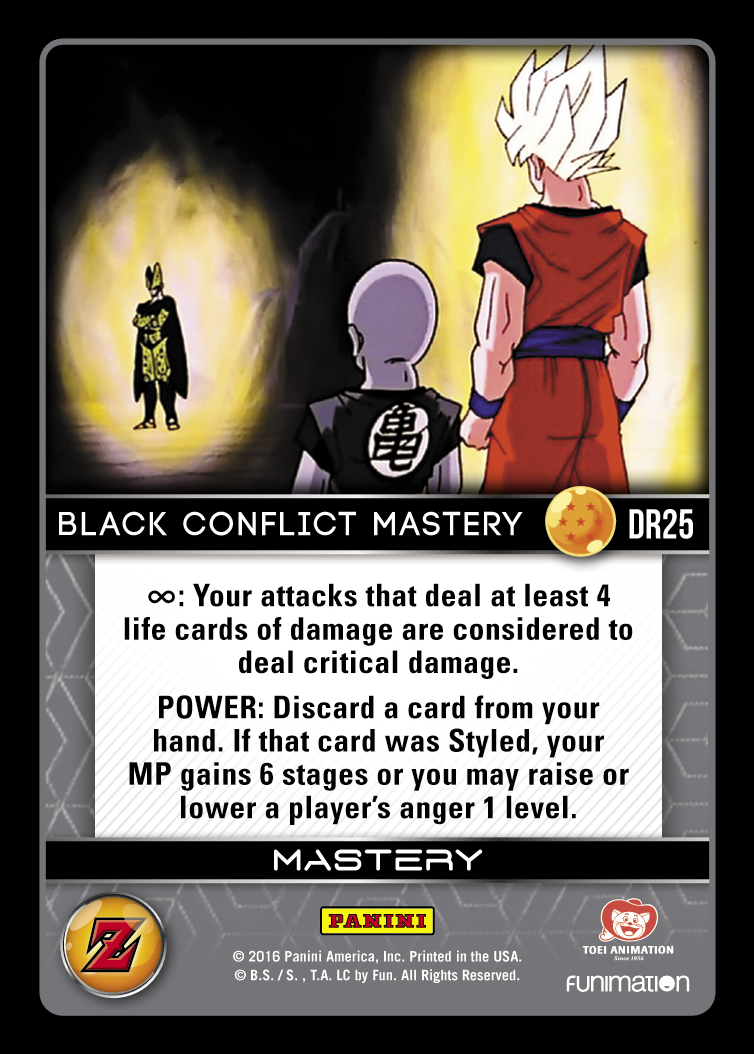 亀
BLACK CONFLICT MASTERY
DR25
∞: Your attacks that deal at least 4
life cards of damage are considered to
deal critical damage.
POWER: Discard a card from your
hand. If that card was Styled, your
MP gains 6 stages or you may raise or
lower a player's anger 1 level.
MASTERY
Z
PANINI
© 2016 Panini America, Inc. Printed in the USA.
© B.S. / S. , T.A. LC by Fun. All Rights Reserved.
TOEI ANIMATION
Since 1956
FUNIMATION